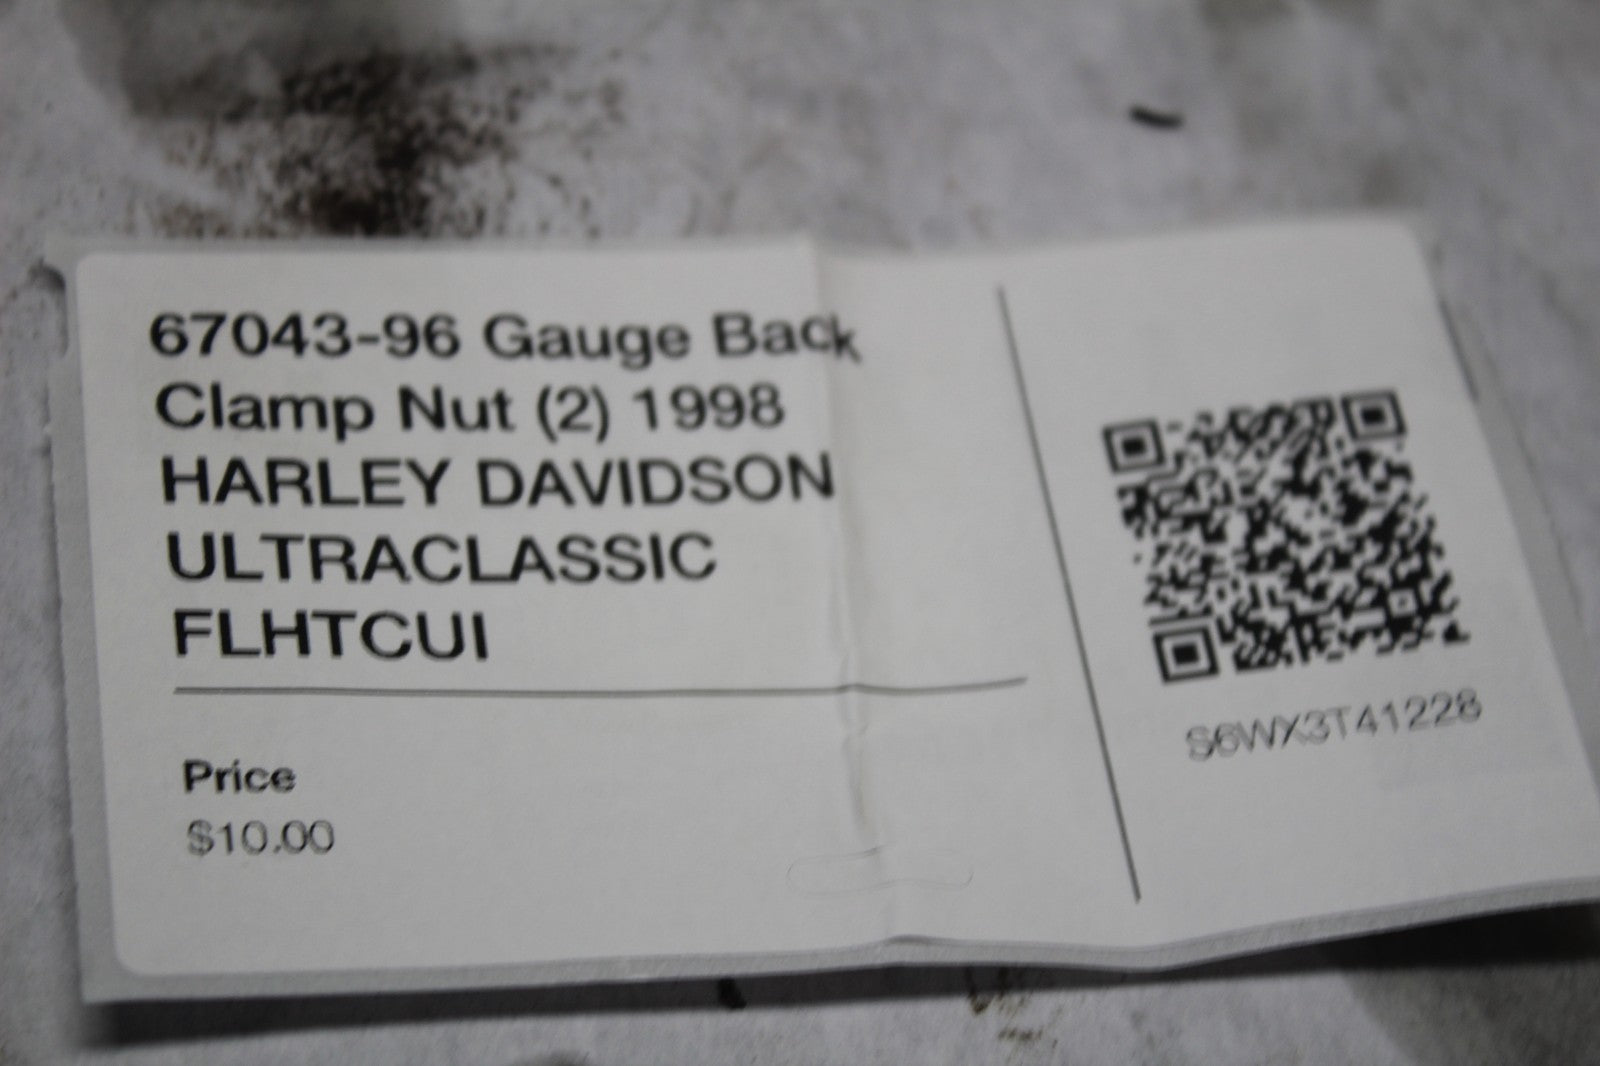 67043-96 Gauge Back
Clamp Nut (2) 1998
HARLEY DAVIDSON
ULTRACLASSIC
FLHTCUI
Price
$10.00
S6WX3T41228